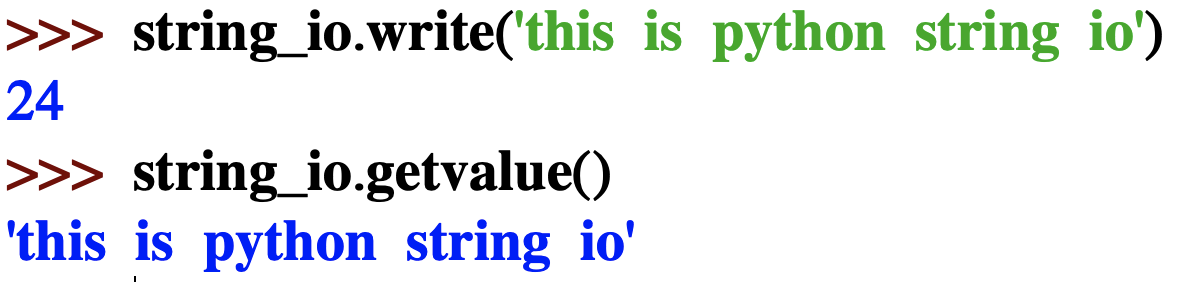 >>> string_io.write('this is python string io')
24
>>> string_io.getvalue()
'this is python string io'